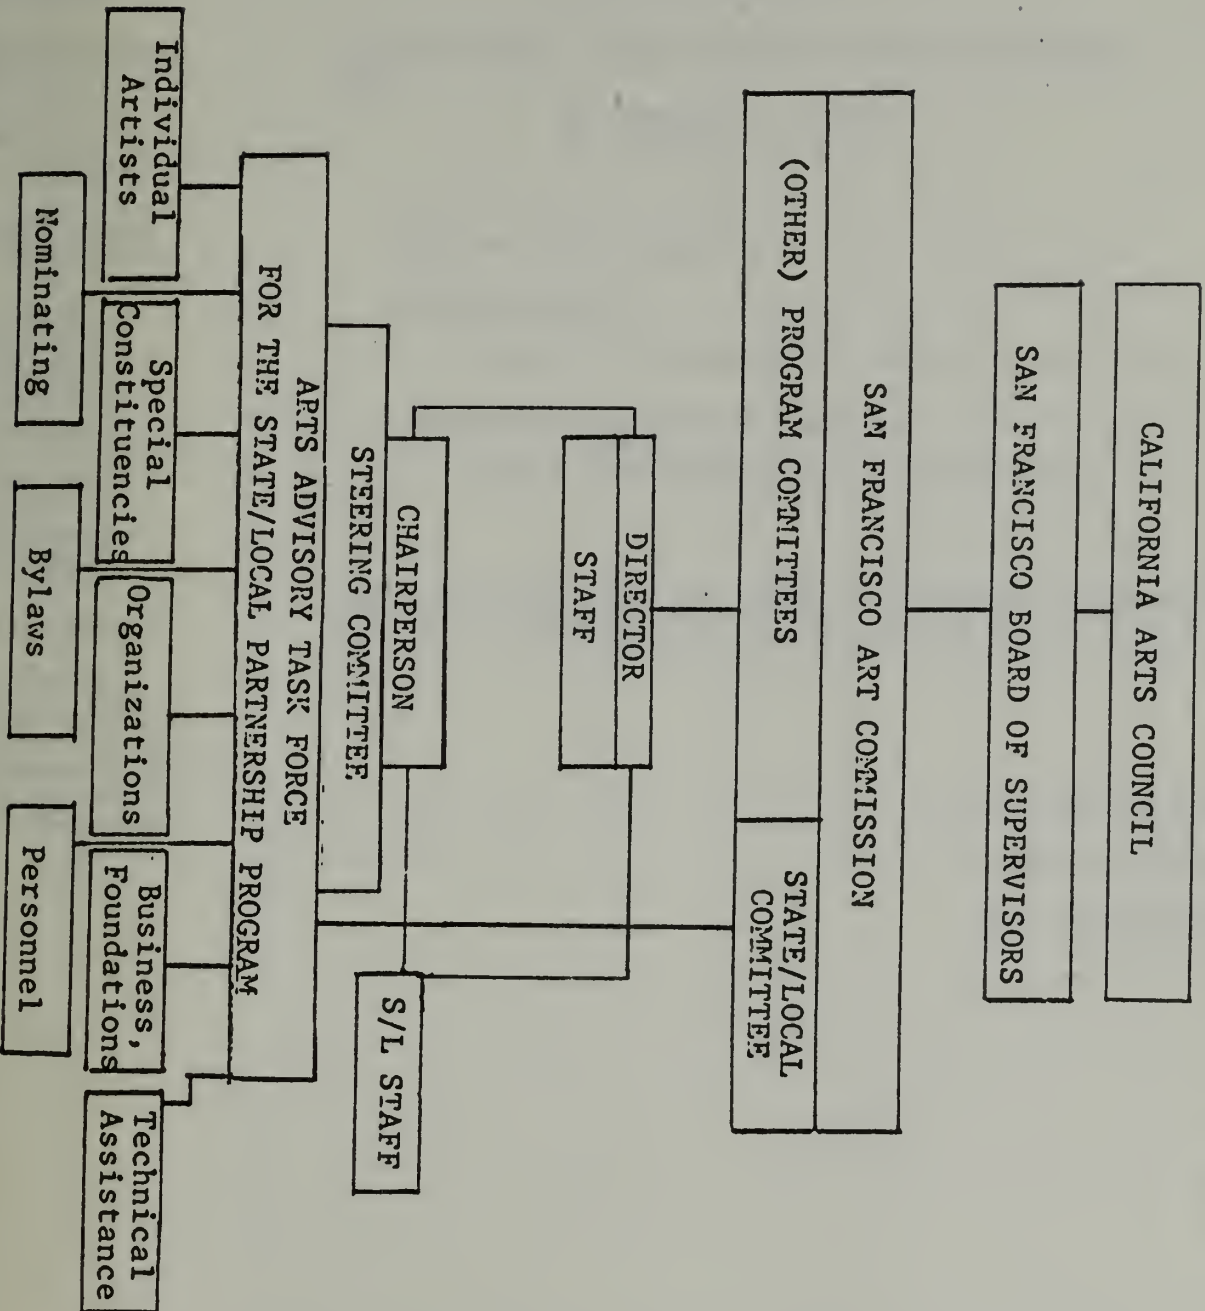 CALIFORNIA ARTS COUNCIL
SAN FRANCISCO BOARD OF SUPERVISORS
SAN FRANCISCO ART COMMISSION
(OTHER) PROGRAM COMMITTEES
STATE/LOCAL
COMMITTEE
DIRECTOR
STAFF
CHAIRPERSON
S/L STAFF
STEERING COMMITTEE
ARTS ADVISORY TASK FORCE
FOR THE STATE/LOCAL PARTNERSHIP PROGRAM
Individual
Artists
Special
Constituencies
Organizations
Business,
Foundations
Technical
Assistance
Nominating
Bylaws
Personnel